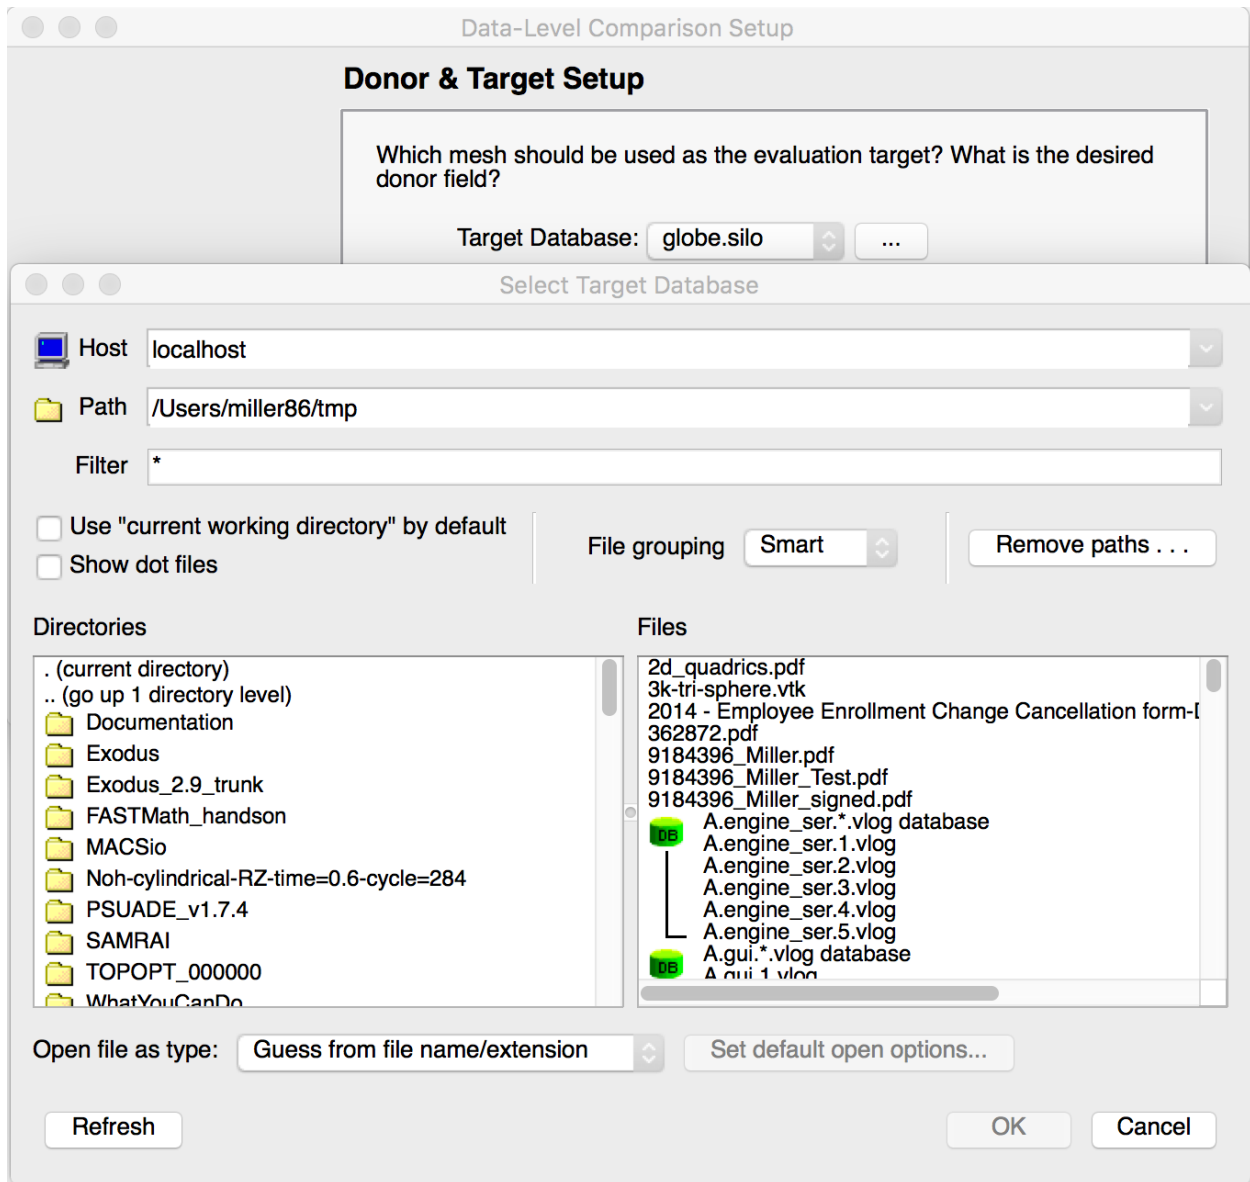 Data-Level Comparison Setup
Donor & Target Setup
Which mesh should be used as the evaluation target? What is the desired
donor field?
Target Database: globe.silo ...
Select Target Database
Host localhost
Path /Users/miller86/tmp
Filter *
Use "current working directory" by default
Show dot files
File grouping Smart
Remove paths . . .
Directories
. (current directory)
.. (go up 1 directory level)
Documentation
Exodus
Exodus_2.9_trunk
FASTMath_handson
MACSio
Noh-cylindrical-RZ-time=0.6-cycle=284
PSUADE_v1.7.4
SAMRAI
TOPOPT_000000
WhatYouCanDo
Files
2d_quadrics.pdf
3k-tri-sphere.vtk
2014 - Employee Enrollment Change Cancellation form-D
362872.pdf
9184396_Miller.pdf
9184396_Miller_Test.pdf
9184396_Miller_signed.pdf
DB A.engine_ser.*.vlog database
A.engine_ser.1.vlog
A.engine_ser.2.vlog
A.engine_ser.3.vlog
A.engine_ser.4.vlog
A.engine_ser.5.vlog
DB A.gui.*.vlog database
A.gui.1.vlog
Open file as type: Guess from file name/extension Set default open options...
Refresh OK Cancel